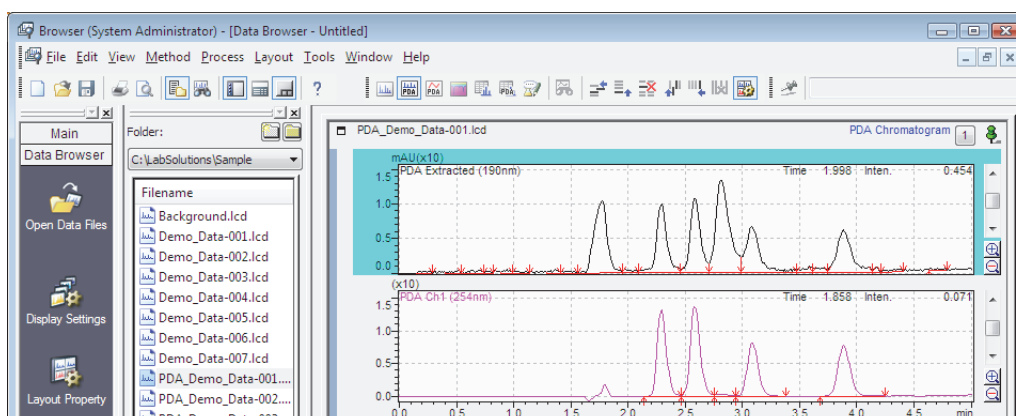 Browser (System Administrator) - [Data Browser - Untitled]
File Edit View Method Process Layout Tools Window Help
PDA
PDA
?
Main
Data Browser
Open Data Files
Display Settings
Layout Property
Folder:
C:\LabSolutions\Sample
Filename
Background.lcd
Demo_Data-001.lcd
Demo_Data-002.lcd
Demo_Data-003.lcd
Demo_Data-004.lcd
Demo_Data-005.lcd
Demo_Data-006.lcd
Demo_Data-007.lcd
PDA_Demo_Data-001....
PDA_Demo_Data-002....
PDA_Demo_Data-001.lcd PDA Chromatogram 1
mAU(x10)
PDA Extracted (190nm) Time 1.998 Inten. 0.454
1.5
1.0
0.5
0.0
(x10)
PDA Ch1 (254nm) Time 1.858 Inten. 0.071
1.0
0.5
0.0
0.0 0.5 1.0 1.5 2.0 2.5 3.0 3.5 4.0 4.5 min